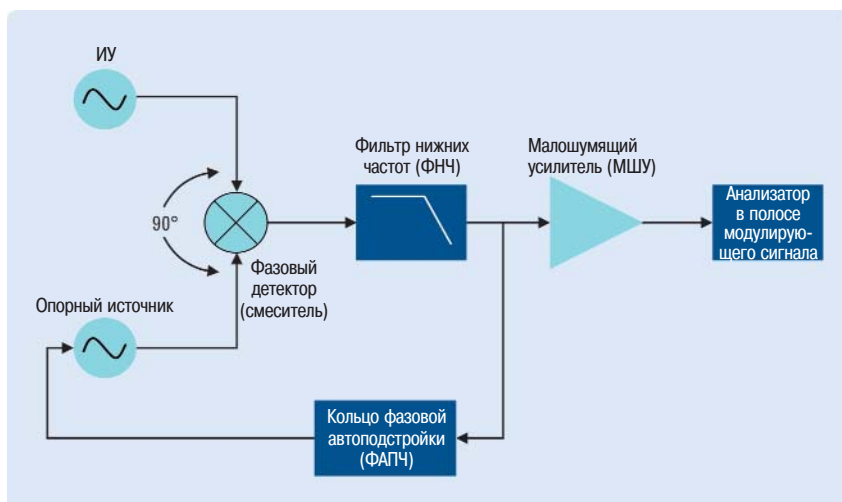 ИУ
Фильтр нижних
частот (ФНЧ)
Малошумящий
усилитель (МШУ)
Анализатор
в полосе
модулирую-
щего сигнала
90°
Фазовый
детектор
(смеситель)
Опорный источник
Кольцо фазовой
автоподстройки
(ФАПЧ)